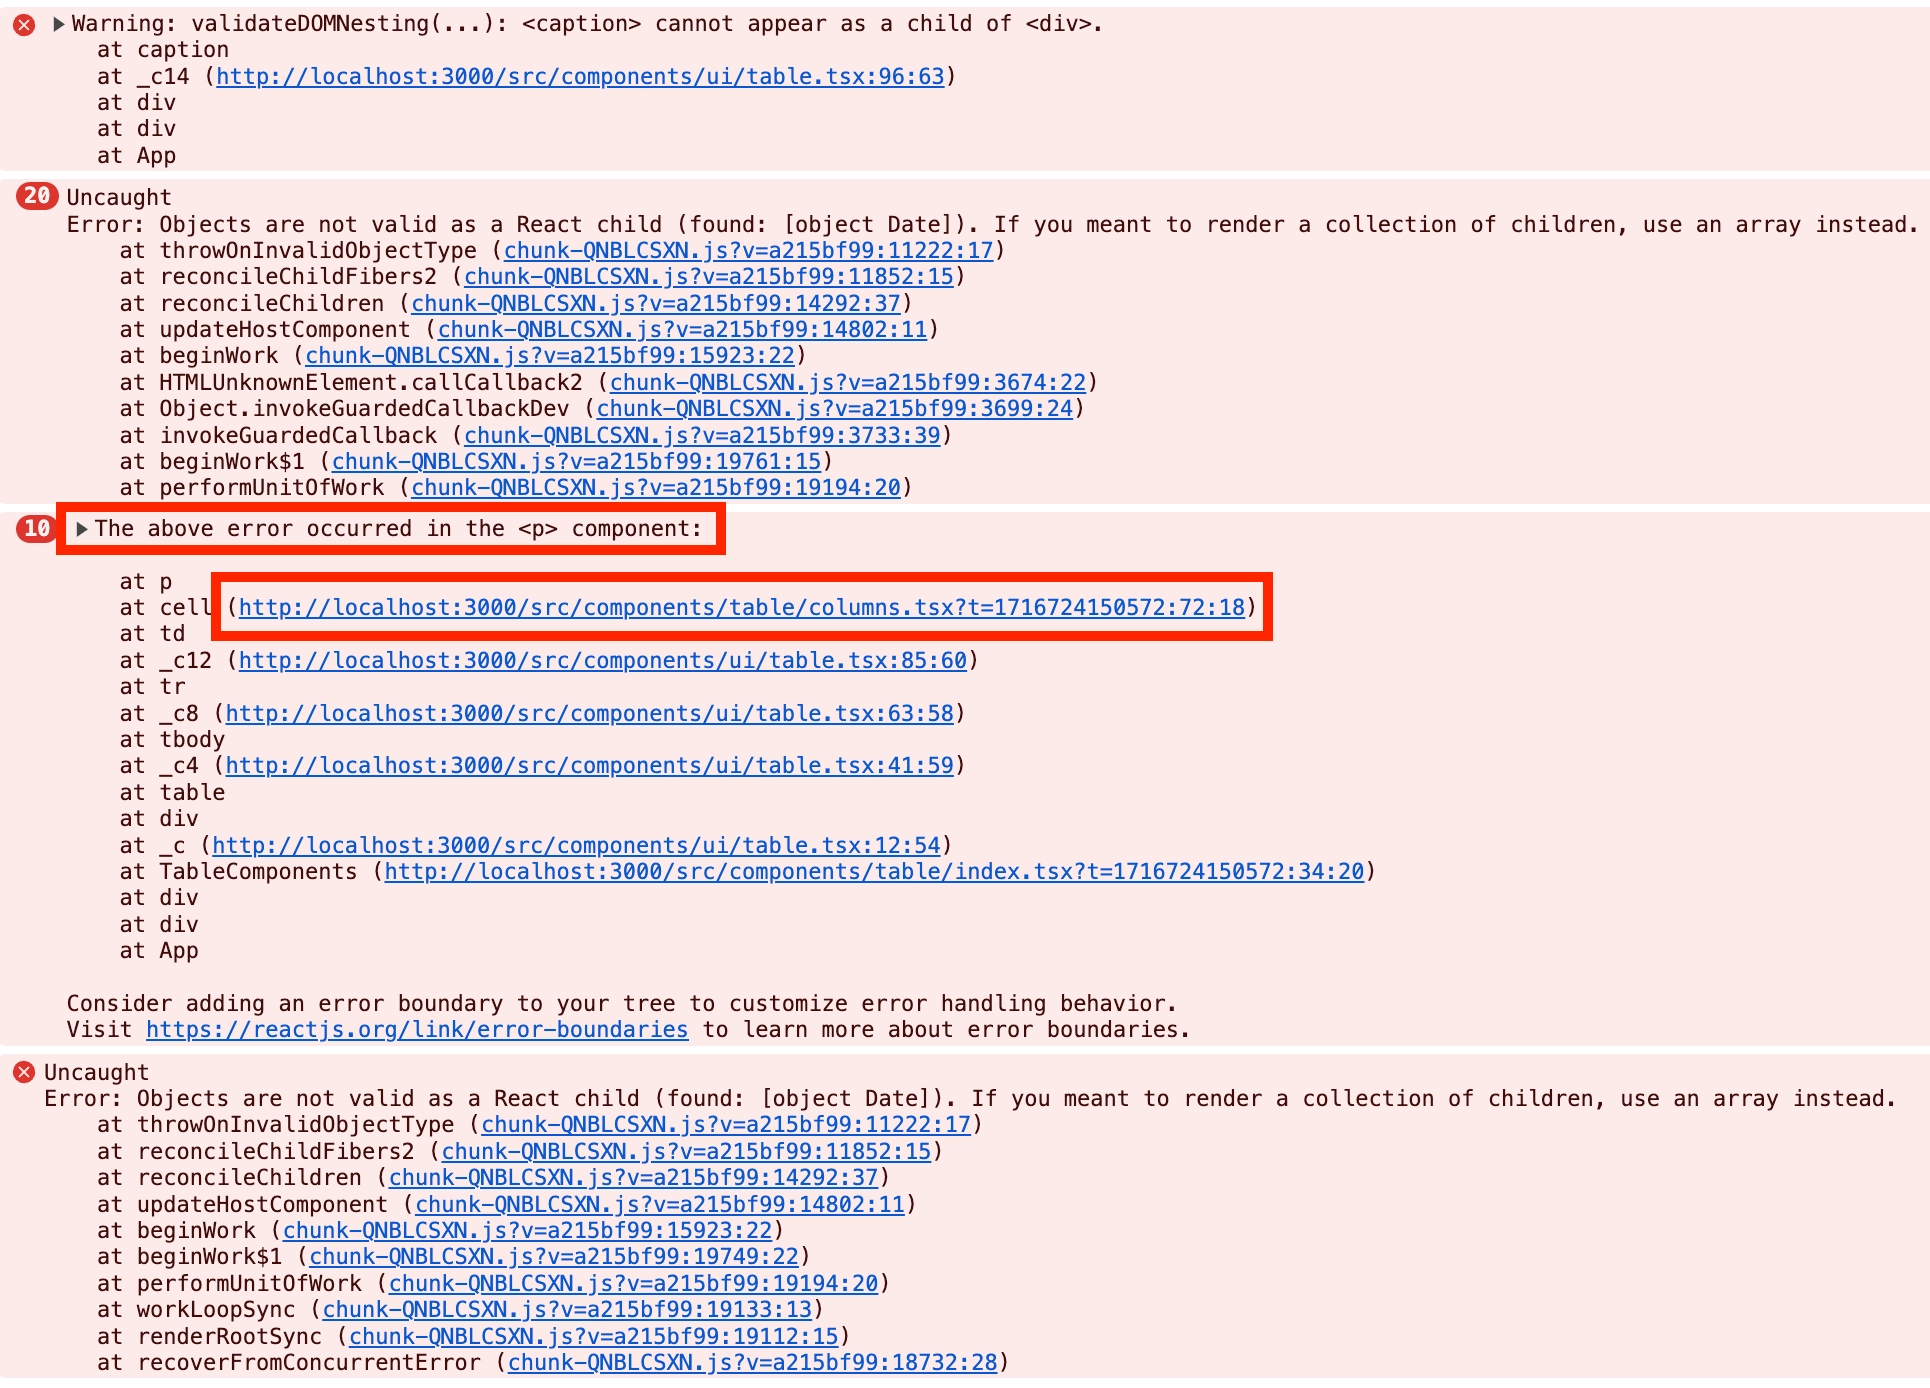 Warning: validateDOMNesting(...): <caption> cannot appear as a child of <div>.
at caption
at _c14 (http://localhost:3000/src/components/ui/table.tsx:96:63)
at div
at div
at App
20 Uncaught
Error: Objects are not valid as a React child (found: [object Date]). If you meant to render a collection of children, use an array instead.
at throwOnInvalidObjectType (chunk-QNBLCSXN.js?v=a215bf99:11222:17)
at reconcileChildFibers2 (chunk-QNBLCSXN.js?v=a215bf99:11852:15)
at reconcileChildren (chunk-QNBLCSXN.js?v=a215bf99:14292:37)
at updateHostComponent (chunk-QNBLCSXN.js?v=a215bf99:14802:11)
at beginWork (chunk-QNBLCSXN.js?v=a215bf99:15923:22)
at HTMLUnknownElement.callCallback2 (chunk-QNBLCSXN.js?v=a215bf99:3674:22)
at Object.invokeGuardedCallbackDev (chunk-QNBLCSXN.js?v=a215bf99:3699:24)
at invokeGuardedCallback (chunk-QNBLCSXN.js?v=a215bf99:3733:39)
at beginWork$1 (chunk-QNBLCSXN.js?v=a215bf99:19761:15)
at performUnitOfWork (chunk-QNBLCSXN.js?v=a215bf99:19194:20)
10 The above error occurred in the <p> component:
at p
at cell (http://localhost:3000/src/components/table/columns.tsx?t=1716724150572:72:18)
at td
at _c12 (http://localhost:3000/src/components/ui/table.tsx:85:60)
at tr
at _c8 (http://localhost:3000/src/components/ui/table.tsx:63:58)
at tbody
at _c4 (http://localhost:3000/src/components/ui/table.tsx:41:59)
at table
at div
at _c (http://localhost:3000/src/components/ui/table.tsx:12:54)
at TableComponents (http://localhost:3000/src/components/table/index.tsx?t=1716724150572:34:20)
at div
at div
at App
Consider adding an error boundary to your tree to customize error handling behavior.
Visit https://reactjs.org/link/error-boundaries to learn more about error boundaries.
Uncaught
Error: Objects are not valid as a React child (found: [object Date]). If you meant to render a collection of children, use an array instead.
at throwOnInvalidObjectType (chunk-QNBLCSXN.js?v=a215bf99:11222:17)
at reconcileChildFibers2 (chunk-QNBLCSXN.js?v=a215bf99:11852:15)
at reconcileChildren (chunk-QNBLCSXN.js?v=a215bf99:14292:37)
at updateHostComponent (chunk-QNBLCSXN.js?v=a215bf99:14802:11)
at beginWork (chunk-QNBLCSXN.js?v=a215bf99:15923:22)
at beginWork$1 (chunk-QNBLCSXN.js?v=a215bf99:19749:22)
at performUnitOfWork (chunk-QNBLCSXN.js?v=a215bf99:19194:20)
at workLoopSync (chunk-QNBLCSXN.js?v=a215bf99:19133:13)
at renderRootSync (chunk-QNBLCSXN.js?v=a215bf99:19112:15)
at recoverFromConcurrentError (chunk-QNBLCSXN.js?v=a215bf99:18732:28)